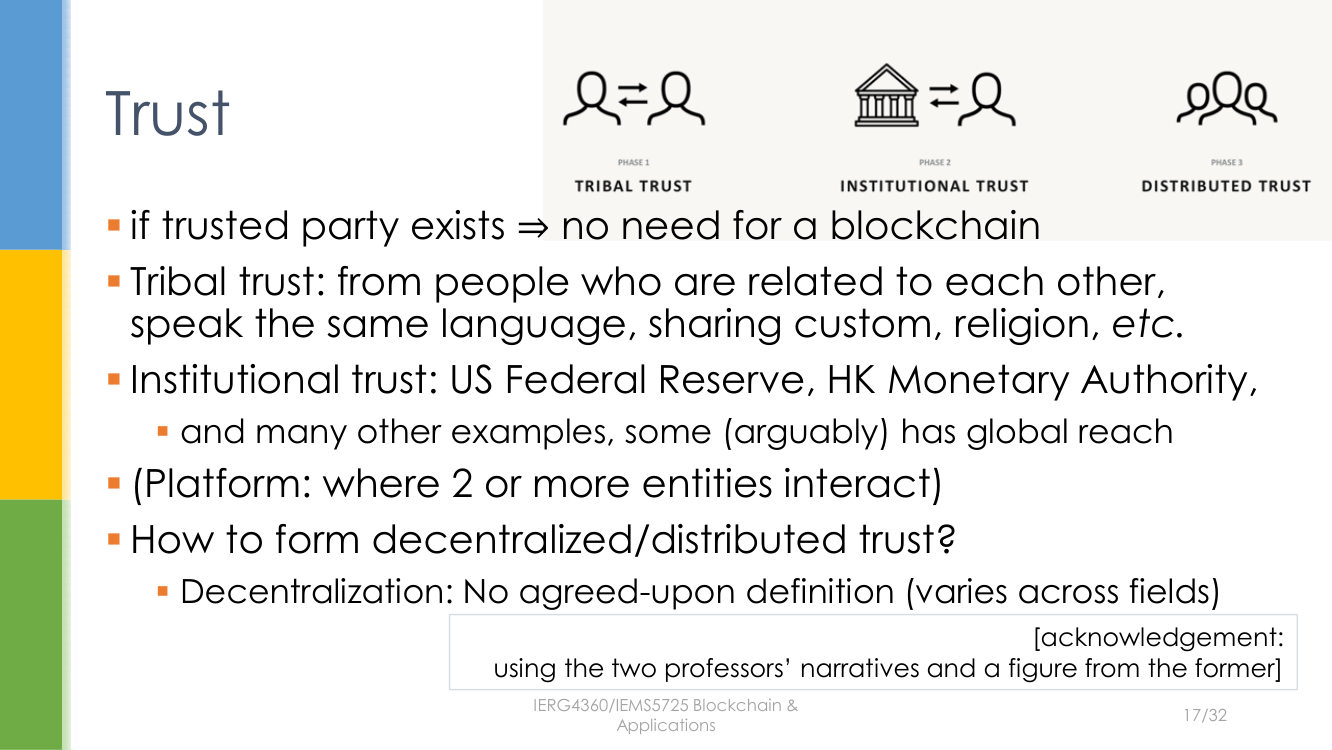 Trust
PHASE 1
TRIBAL TRUST
PHASE 2
INSTITUTIONAL TRUST
PHASE 3
DISTRIBUTED TRUST
▪ if trusted party exists ⇒ no need for a blockchain
▪ Tribal trust: from people who are related to each other,
speak the same language, sharing custom, religion, etc.
▪ Institutional trust: US Federal Reserve, HK Monetary Authority,
▪ and many other examples, some (arguably) has global reach
▪ (Platform: where 2 or more entities interact)
▪ How to form decentralized/distributed trust?
▪ Decentralization: No agreed-upon definition (varies across fields)
[acknowledgement:
using the two professors’ narratives and a figure from the former]
IERG4360/IEMS5725 Blockchain &
Applications
17/32